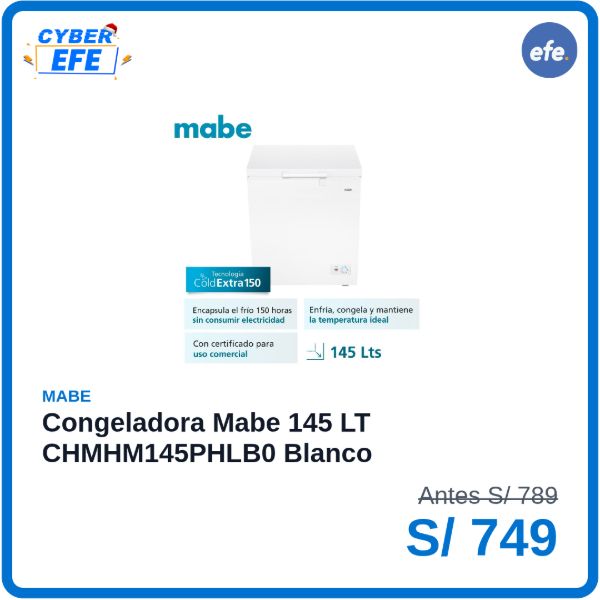 CYBER
EFE
efe.
mabe
Tecnología
ColdExtra150
Encapsula el frío 150 horas
sin consumir electricidad
Enfría, congela y mantiene
la temperatura ideal
Con certificado para
uso comercial
145 Lts
MABE
Congeladora Mabe 145 LT
CHMHM145PHLB0 Blanco
Antes S/ 789
S/ 749